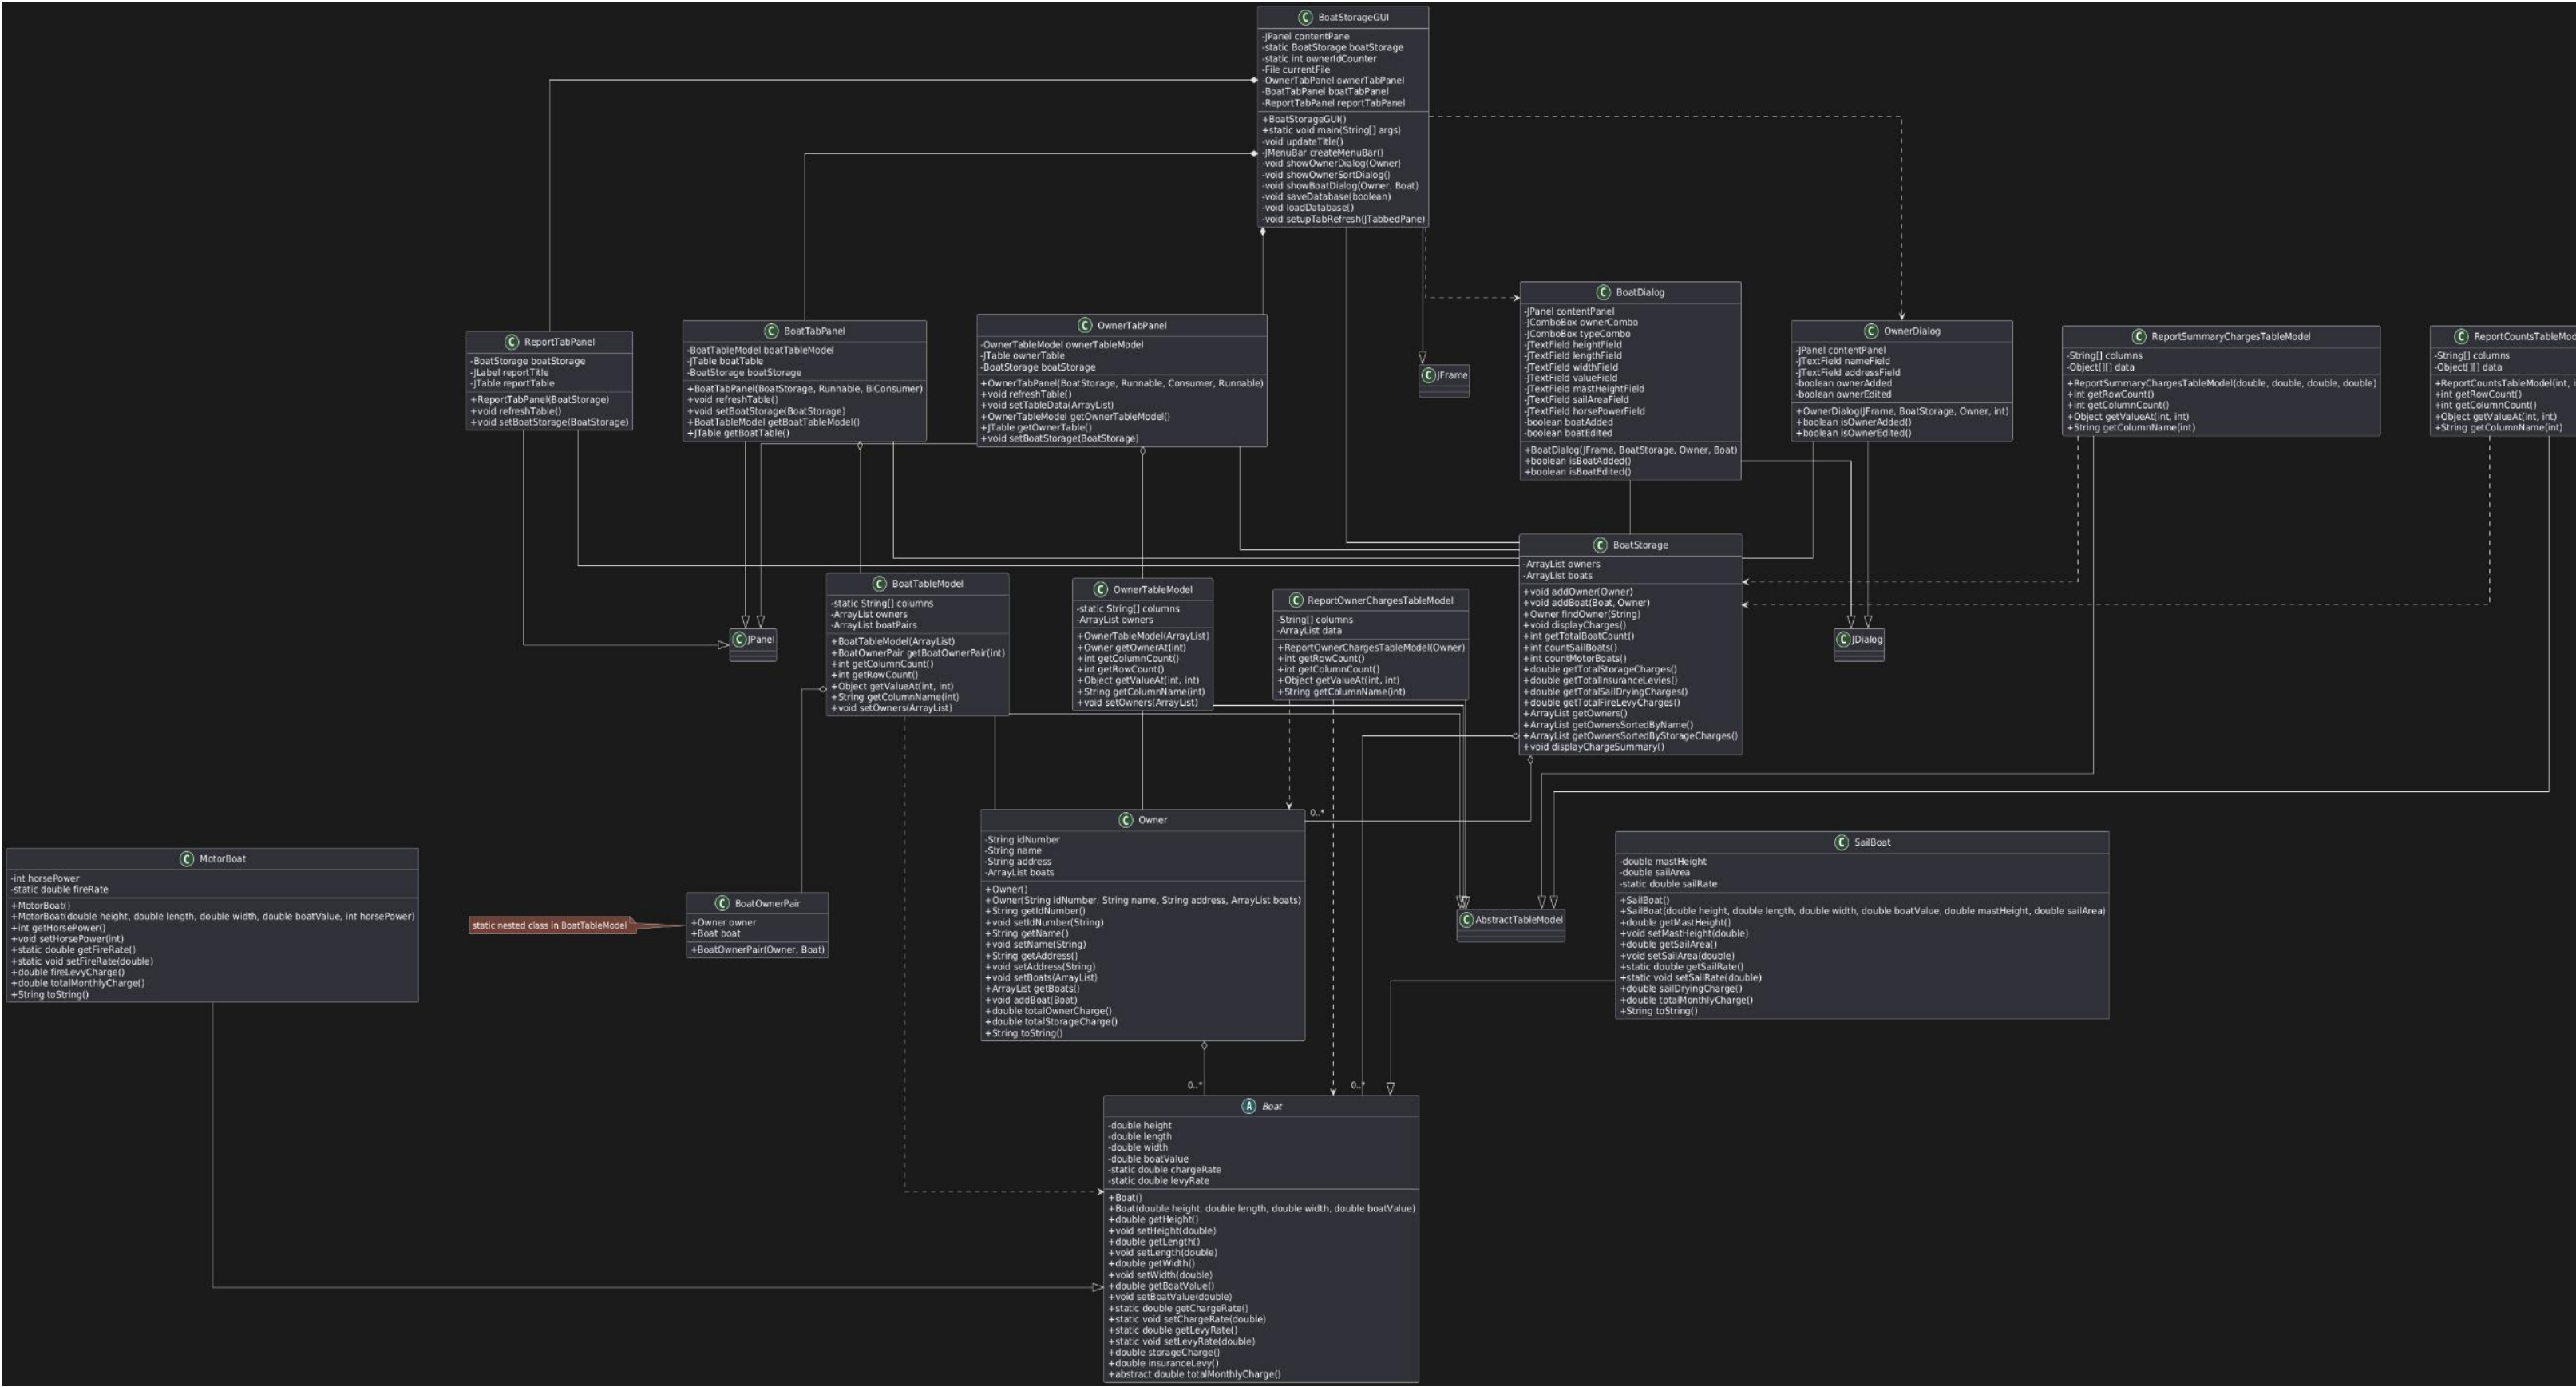 BoatStorageGUI
-JPanel contentPane
-static BoatStorage boatStorage
-static int ownerIdCounter
-File currentFile
-OwnerTabPanel ownerTabPanel
-BoatTabPanel boatTabPanel
-ReportTabPanel reportTabPanel
+BoatStorageGUI()
+static void main(String[] args)
-void updateTitle()
-JMenuBar createMenuBar()
-void showOwnerDialog(Owner)
-void showOwnerSortDialog()
-void showBoatDialog(Owner, Boat)
-void saveDatabase(boolean)
-void loadDatabase()
-void setupTabRefresh(JTabbedPane)
ReportTabPanel
-BoatStorage boatStorage
-JLabel reportTitle
-JTable reportTable
+ReportTabPanel(BoatStorage)
+void refreshTable()
+void setBoatStorage(BoatStorage)
BoatTabPanel
-BoatTableModel boatTableModel
-JTable boatTable
-BoatStorage boatStorage
+BoatTabPanel(BoatStorage, Runnable, BiConsumer)
+void refreshTable()
+void setBoatStorage(BoatStorage)
+BoatTableModel getBoatTableModel()
+JTable getBoatTable()
OwnerTabPanel
-OwnerTableModel ownerTableModel
-JTable ownerTable
-BoatStorage boatStorage
+OwnerTabPanel(BoatStorage, Runnable, Consumer, Runnable)
+void refreshTable()
+void setTableData(ArrayList)
+OwnerTableModel getOwnerTableModel()
+JTable getOwnerTable()
+void setBoatStorage(BoatStorage)
JFrame
BoatDialog
-JPanel contentPanel
-JComboBox ownerCombo
-JComboBox typeCombo
-JTextField heightField
-JTextField lengthField
-JTextField widthField
-JTextField valueField
-JTextField mastHeightField
-JTextField sailAreaField
-JTextField horsePowerField
-boolean boatAdded
-boolean boatEdited
+BoatDialog(JFrame, BoatStorage, Owner, Boat)
+boolean isBoatAdded()
+boolean isBoatEdited()
OwnerDialog
-JPanel contentPanel
-JTextField nameField
-JTextField addressField
-boolean ownerAdded
-boolean ownerEdited
+OwnerDialog(JFrame, BoatStorage, Owner, int)
+boolean isOwnerAdded()
+boolean isOwnerEdited()
ReportSummaryChargesTableModel
-String[] columns
-Object[][] data
+ReportSummaryChargesTableModel(double, double, double, double)
+int getRowCount()
+int getColumnCount()
+Object getValueAt(int, int)
+String getColumnName(int)
ReportCountsTableMod
-String[] columns
-Object[][] data
+ReportCountsTableModel(int, i
+int getRowCount()
+int getColumnCount()
+Object getValueAt(int, int)
+String getColumnName(int)
JPanel
BoatTableModel
-static String[] columns
-ArrayList owners
-ArrayList boatPairs
+BoatTableModel(ArrayList)
+BoatOwnerPair getBoatOwnerPair(int)
+int getColumnCount()
+int getRowCount()
+Object getValueAt(int, int)
+String getColumnName(int)
+void setOwners(ArrayList)
OwnerTableModel
-static String[] columns
-ArrayList owners
+OwnerTableModel(ArrayList)
+Owner getOwnerAt(int)
+int getColumnCount()
+int getRowCount()
+Object getValueAt(int, int)
+String getColumnName(int)
+void setOwners(ArrayList)
ReportOwnerChargesTableModel
-String[] columns
-ArrayList data
+ReportOwnerChargesTableModel(Owner)
+int getRowCount()
+int getColumnCount()
+Object getValueAt(int, int)
+String getColumnName(int)
BoatStorage
-ArrayList owners
-ArrayList boats
+void addOwner(Owner)
+void addBoat(Boat, Owner)
+Owner findOwner(String)
+void displayCharges()
+int getTotalBoatCount()
+int countSailBoats()
+int countMotorBoats()
+double getTotalStorageCharges()
+double getTotalInsuranceLevies()
+double getTotalSailDryingCharges()
+double getTotalFireLevyCharges()
+ArrayList getOwners()
+ArrayList getOwnersSortedByName()
+ArrayList getOwnersSortedByStorageCharges()
+void displayChargeSummary()
JDialog
MotorBoat
-int horsePower
-static double fireRate
+MotorBoat()
+MotorBoat(double height, double length, double width, double boatValue, int horsePower)
+int getHorsePower()
+void setHorsePower(int)
+static double getFireRate()
+static void setFireRate(double)
+double fireLevyCharge()
+double totalMonthlyCharge()
+String toString()
static nested class in BoatTableModel
BoatOwnerPair
+Owner owner
+Boat boat
+BoatOwnerPair(Owner, Boat)
0..*
Owner
-String idNumber
-String name
-String address
-ArrayList boats
+Owner()
+Owner(String idNumber, String name, String address, ArrayList boats)
+String getIdNumber()
+void setIdNumber(String)
+String getName()
+void setName(String)
+String getAddress()
+void setAddress(String)
+void setBoats(ArrayList)
+ArrayList getBoats()
+void addBoat(Boat)
+double totalOwnerCharge()
+double totalStorageCharge()
+String toString()
AbstractTableModel
SailBoat
-double mastHeight
-double sailArea
-static double sailRate
+SailBoat()
+SailBoat(double height, double length, double width, double boatValue, double mastHeight, double sailArea)
+double getMastHeight()
+void setMastHeight(double)
+double getSailArea()
+void setSailArea(double)
+static double getSailRate()
+static void setSailRate(double)
+double sailDryingCharge()
+double totalMonthlyCharge()
+String toString()
0..*
0..*
Boat
-double height
-double length
-double width
-double boatValue
-static double chargeRate
-static double levyRate
+Boat()
+Boat(double height, double length, double width, double boatValue)
+double getHeight()
+void setHeight(double)
+double getLength()
+void setLength(double)
+double getWidth()
+void setWidth(double)
+double getBoatValue()
+void setBoatValue(double)
+static double getChargeRate()
+static void setChargeRate(double)
+static double getLevyRate()
+static void setLevyRate(double)
+double storageCharge()
+double insuranceLevy()
+abstract double totalMonthlyCharge()